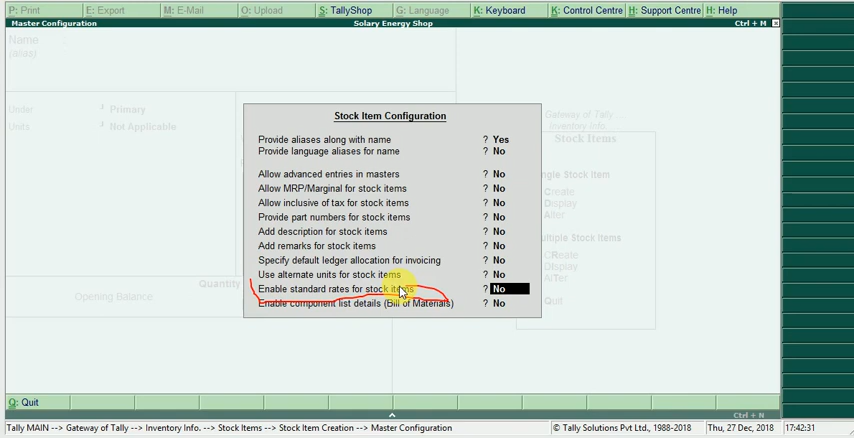 P: Print E: Export M: E-Mail O: Upload S: TallyShop G: Language K: Keyboard K: Control Centre H: Support Centre H: Help
Master Configuration Solary Energy Shop Ctrl + M
Name
(alias)
Under : Primary
Units : Not Applicable
Quantity
Opening Balance
Stock Item Configuration
Provide aliases along with name ? Yes
Provide language aliases for name ? No
Allow advanced entries in masters ? No
Allow MRP/Marginal for stock items ? No
Allow inclusive of tax for stock items ? No
Provide part numbers for stock items ? No
Add description for stock items ? No
Add remarks for stock items ? No
Specify default ledger allocation for invoicing ? No
Use alternate units for stock items ? No
Enable standard rates for stock items ? No
Enable component list details (Bill of Materials) ? No
Gateway of Tally ...
Inventory Info.
Stock Items
ngle Stock Item
Create
Display
Alter
ultiple Stock Items
CReate
DIsplay
AlTer
Quit
Q: Quit
Ctrl + N
Tally MAIN --> Gateway of Tally --> Inventory Info. --> Stock Items --> Stock Item Creation --> Master Configuration © Tally Solutions Pvt Ltd., 1988-2018 Thu, 27 Dec, 2018 17:42:31